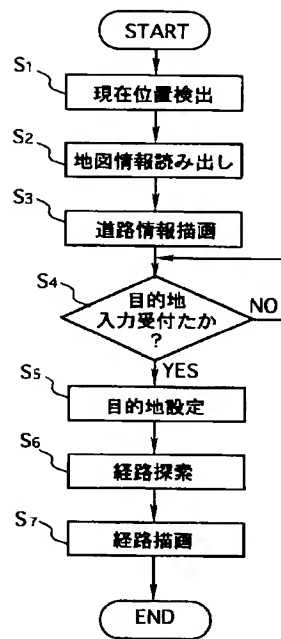 START
S1
現在位置検出
S2
地図情報読み出し
S3
道路情報描画
S4
目的地
入力受付たか
?
NO
YES
S5
目的地設定
S6
経路探索
S7
経路描画
END